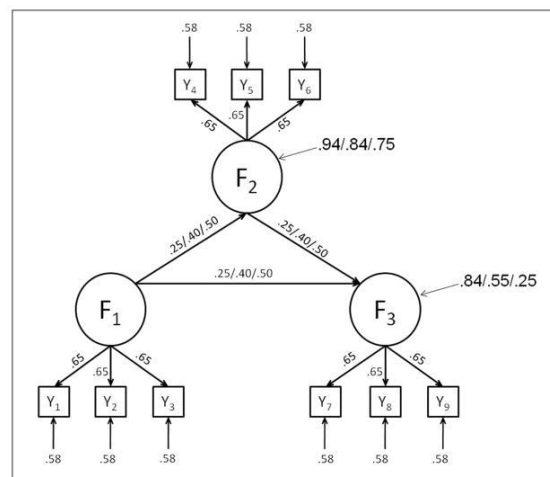 .58 .58 .58
Y4 Y5 Y6
.65 .65 .65
.94/.84/.75
F2
.25/.40/.50 .25/.40/.50
.25/.40/.50
.84/.55/.25
F1 F3
.65 .65 .65 .65 .65 .65
Y1 Y2 Y3 Y7 Y8 Y9
.58 .58 .58 .58 .58 .58